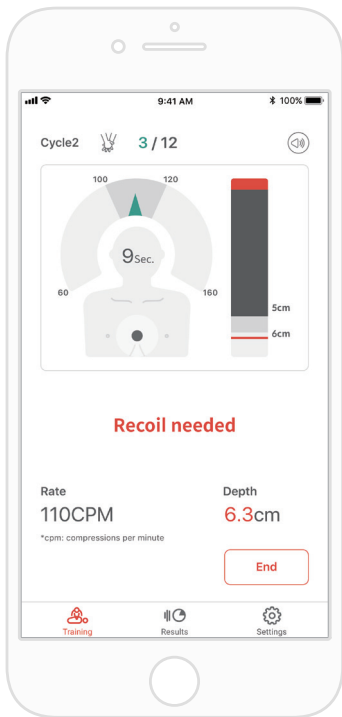 9:41 AM
100%
Cycle2
3 / 12
100
120
9Sec.
60
160
5cm
6cm
Recoil needed
Rate
Depth
110CPM
6.3cm
*cpm: compressions per minute
End
Training
Results
Settings